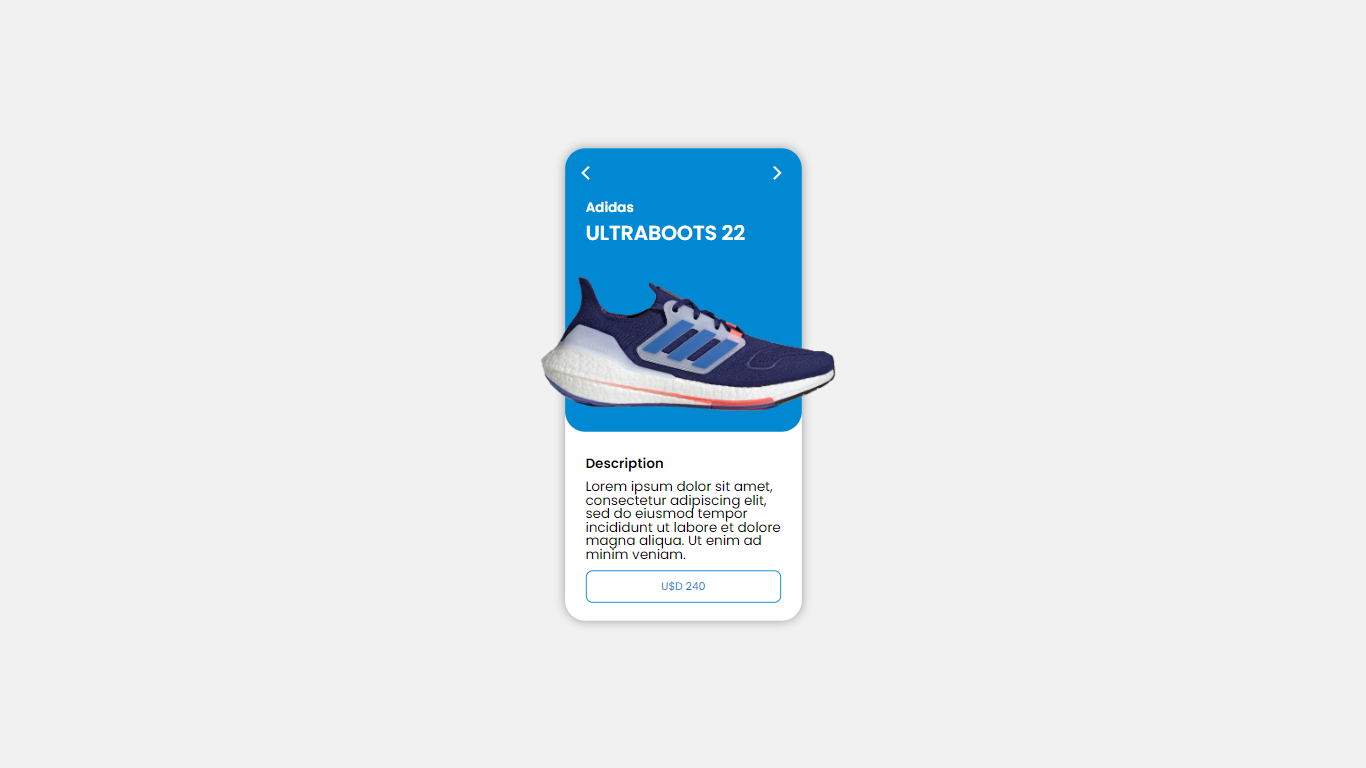 Adidas
ULTRABOOTS 22
Description
Lorem ipsum dolor sit amet,
consectetur adipiscing elit,
sed do eiusmod tempor
incididunt ut labore et dolore
magna aliqua. Ut enim ad
minim veniam.
U$D 240